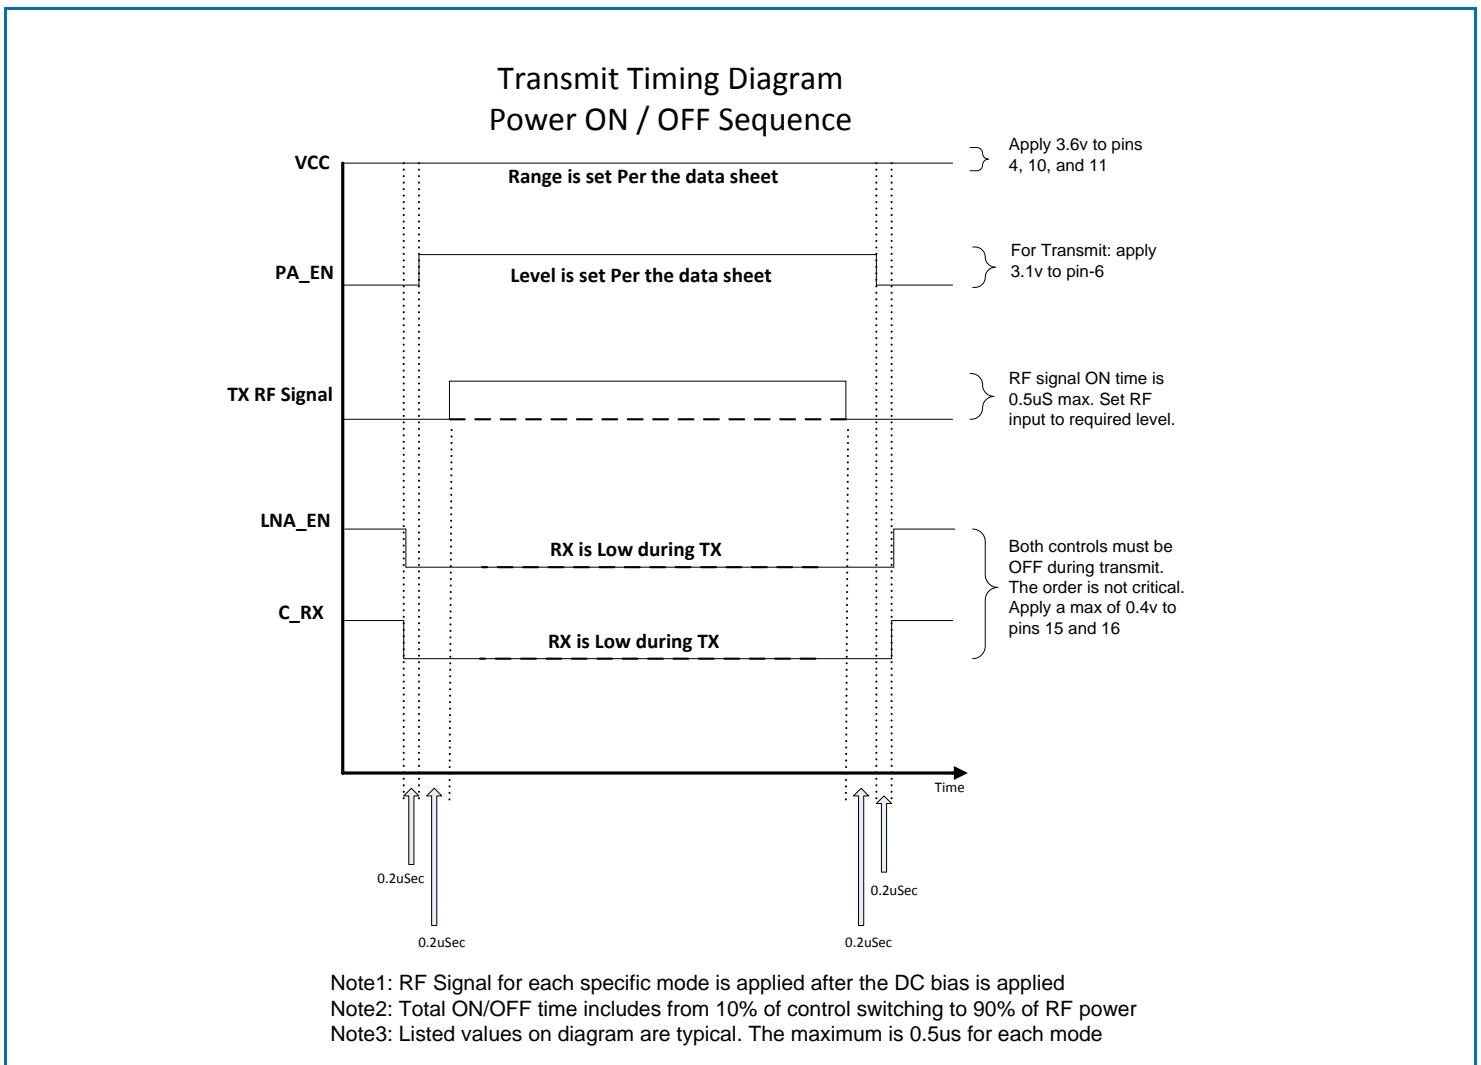 Transmit Timing Diagram
Power ON / OFF Sequence
VCC
Range is set Per the data sheet
Apply 3.6v to pins
4, 10, and 11
PA_EN
Level is set Per the data sheet
For Transmit: apply
3.1v to pin-6
TX RF Signal
RF signal ON time is
0.5uS max. Set RF
input to required level.
LNA_EN
RX is Low during TX
C_RX
RX is Low during TX
Both controls must be
OFF during transmit.
The order is not critical.
Apply a max of 0.4v to
pins 15 and 16
Time
0.2uSec
0.2uSec
0.2uSec
0.2uSec
Note1: RF Signal for each specific mode is applied after the DC bias is applied
Note2: Total ON/OFF time includes from 10% of control switching to 90% of RF power
Note3: Listed values on diagram are typical. The maximum is 0.5us for each mode